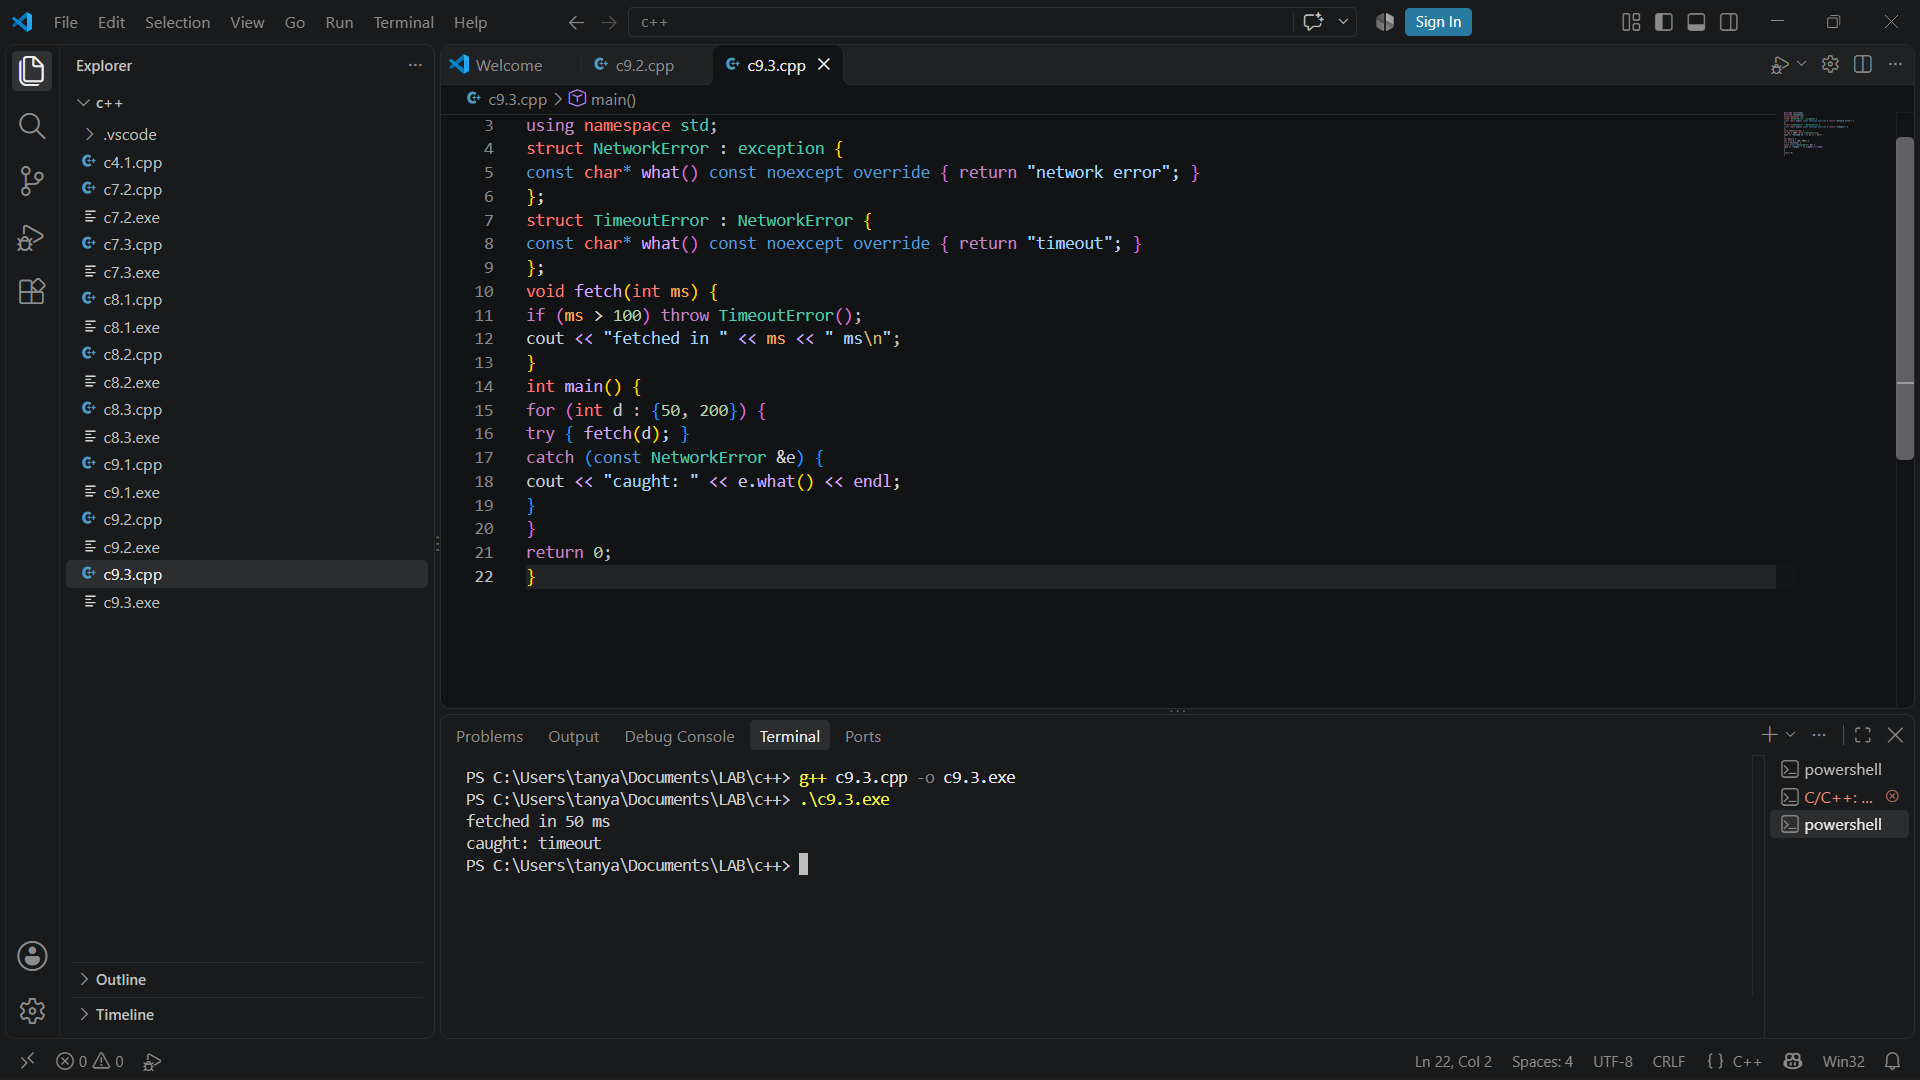 File Edit Selection View Go Run Terminal Help
c++
Sign In
Explorer
c++
.vscode
c4.1.cpp
c7.2.cpp
c7.2.exe
c7.3.cpp
c7.3.exe
c8.1.cpp
c8.1.exe
c8.2.cpp
c8.2.exe
c8.3.cpp
c8.3.exe
c9.1.cpp
c9.1.exe
c9.2.cpp
c9.2.exe
c9.3.cpp
c9.3.exe
Outline
Timeline
Welcome c9.2.cpp c9.3.cpp
c9.3.cpp > main()
3 using namespace std;
4 struct NetworkError : exception {
5 const char* what() const noexcept override { return "network error"; }
6 };
7 struct TimeoutError : NetworkError {
8 const char* what() const noexcept override { return "timeout"; }
9 };
10 void fetch(int ms) {
11 if (ms > 100) throw TimeoutError();
12 cout << "fetched in " << ms << " ms\n";
13 }
14 int main() {
15 for (int d : {50, 200}) {
16 try { fetch(d); }
17 catch (const NetworkError &e) {
18 cout << "caught: " << e.what() << endl;
19 }
20 }
21 return 0;
22 }
Problems Output Debug Console Terminal Ports
PS C:\Users\tanya\Documents\LAB\c++> g++ c9.3.cpp -o c9.3.exe
PS C:\Users\tanya\Documents\LAB\c++> .\c9.3.exe
fetched in 50 ms
caught: timeout
PS C:\Users\tanya\Documents\LAB\c++>
powershell
C/C++: ...
powershell
0 0
Ln 22, Col 2 Spaces: 4 UTF-8 CRLF {} C++ Win32